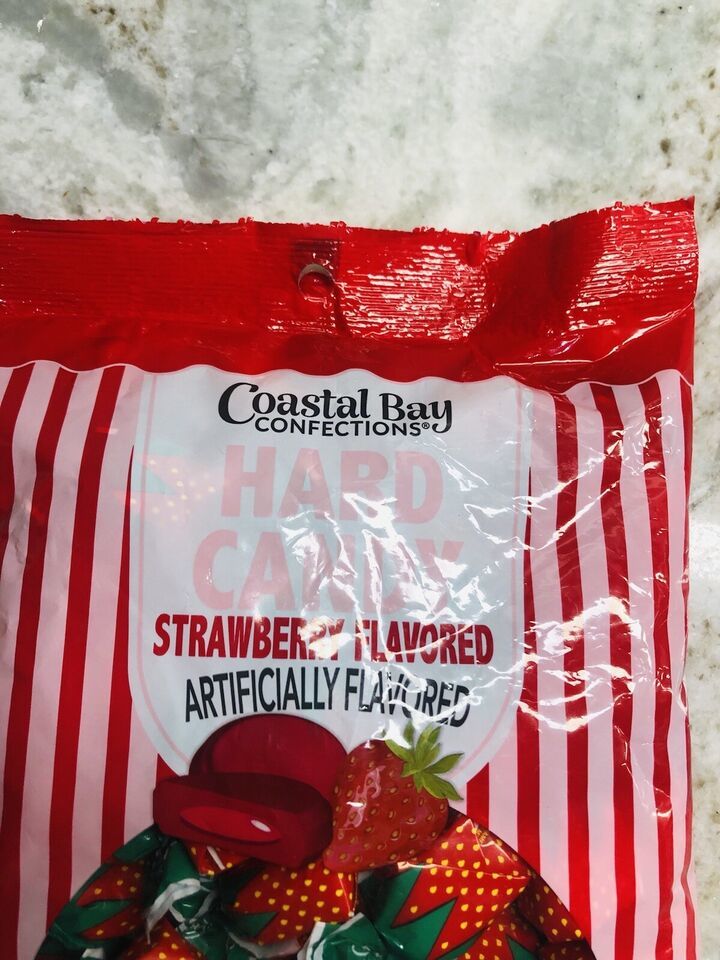 Coastal Bay
CONFECTIONS®
HARD
CANDY
STRAWBERRY FLAVORED
ARTIFICIALLY FLAVORED